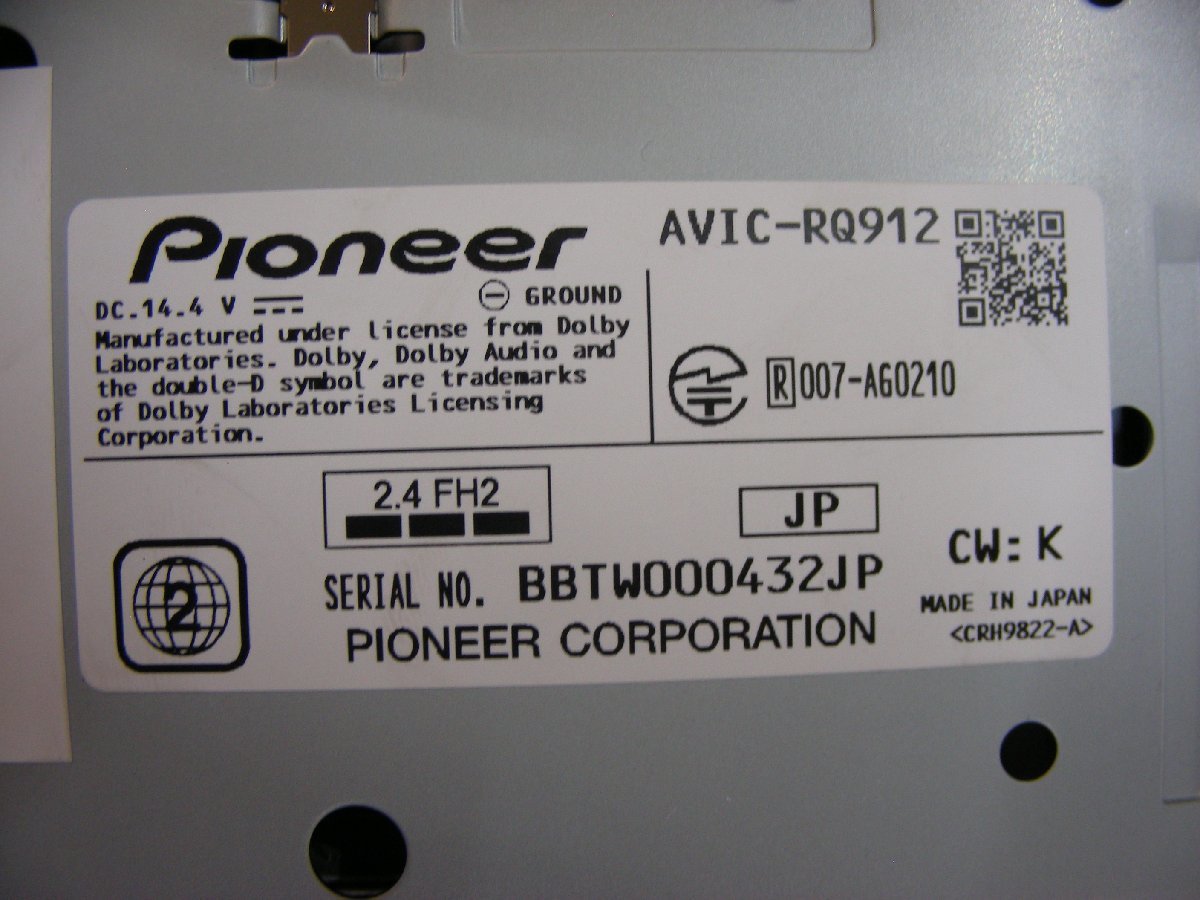 Pioneer
AVIC-RQ912
DC.14.4 V
GROUND
Manufactured under license from Dolby
Laboratories. Dolby, Dolby Audio and
the double-D symbol are trademarks
of Dolby Laboratories Licensing
Corporation.
R 007-AG0210
2.4 FH2
JP
CW: K
2
SERIAL NO. BBTW000432JP
MADE IN JAPAN
PIONEER CORPORATION
<CRH9822-A>